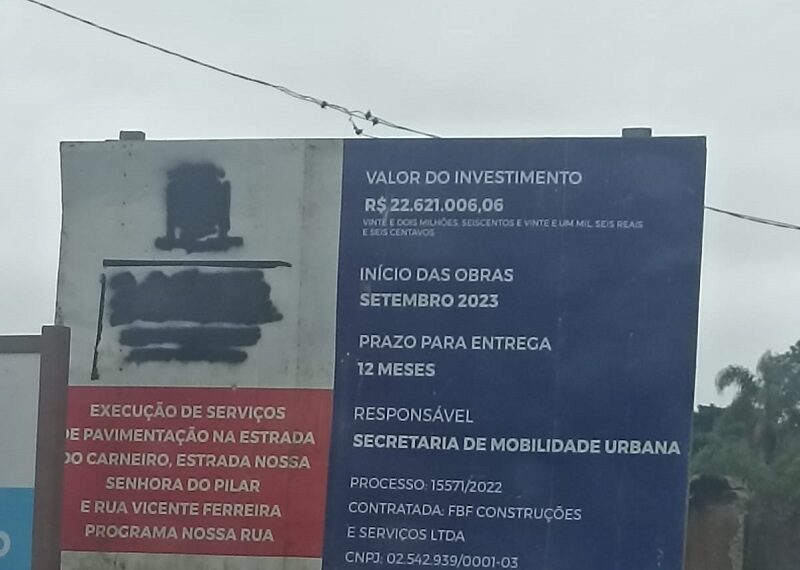 VALOR DO INVESTIMENTO
R$ 22.621.006,06
VINTE E DOIS MILHÕES, SEISCENTOS E VINTE E UM MIL, SEIS REAIS
E SEIS CENTAVOS
INÍCIO DAS OBRAS
SETEMBRO 2023
PRAZO PARA ENTREGA
12 MESES
RESPONSÁVEL
SECRETARIA DE MOBILIDADE URBANA
PROCESSO: 15571/2022
CONTRATADA: FBF CONSTRUÇÕES
E SERVIÇOS LTDA
CNPJ: 02.542.939/0001-03
EXECUÇÃO DE SERVIÇOS
DE PAVIMENTAÇÃO NA ESTRADA
DO CARNEIRO, ESTRADA NOSSA
SENHORA DO PILAR
E RUA VICENTE FERREIRA
PROGRAMA NOSSA RUA